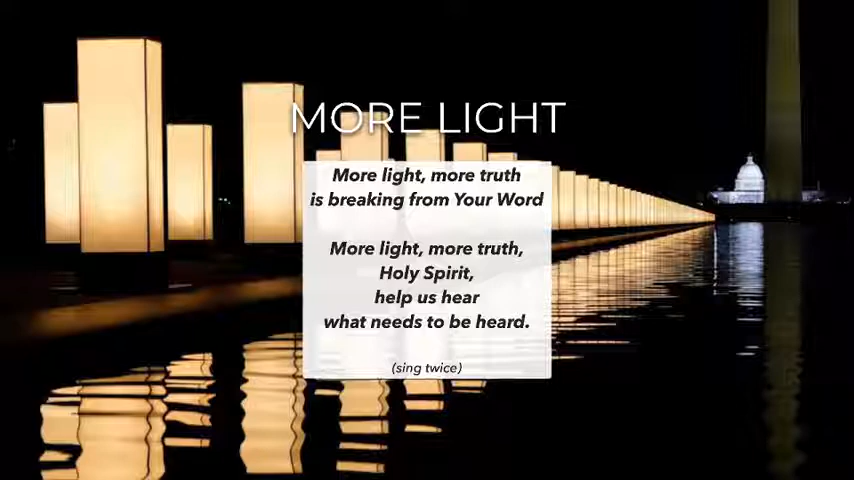 MORE LIGHT
More light, more truth
is breaking from Your Word
More light, more truth,
Holy Spirit,
help us hear
what needs to be heard.
(sing twice)